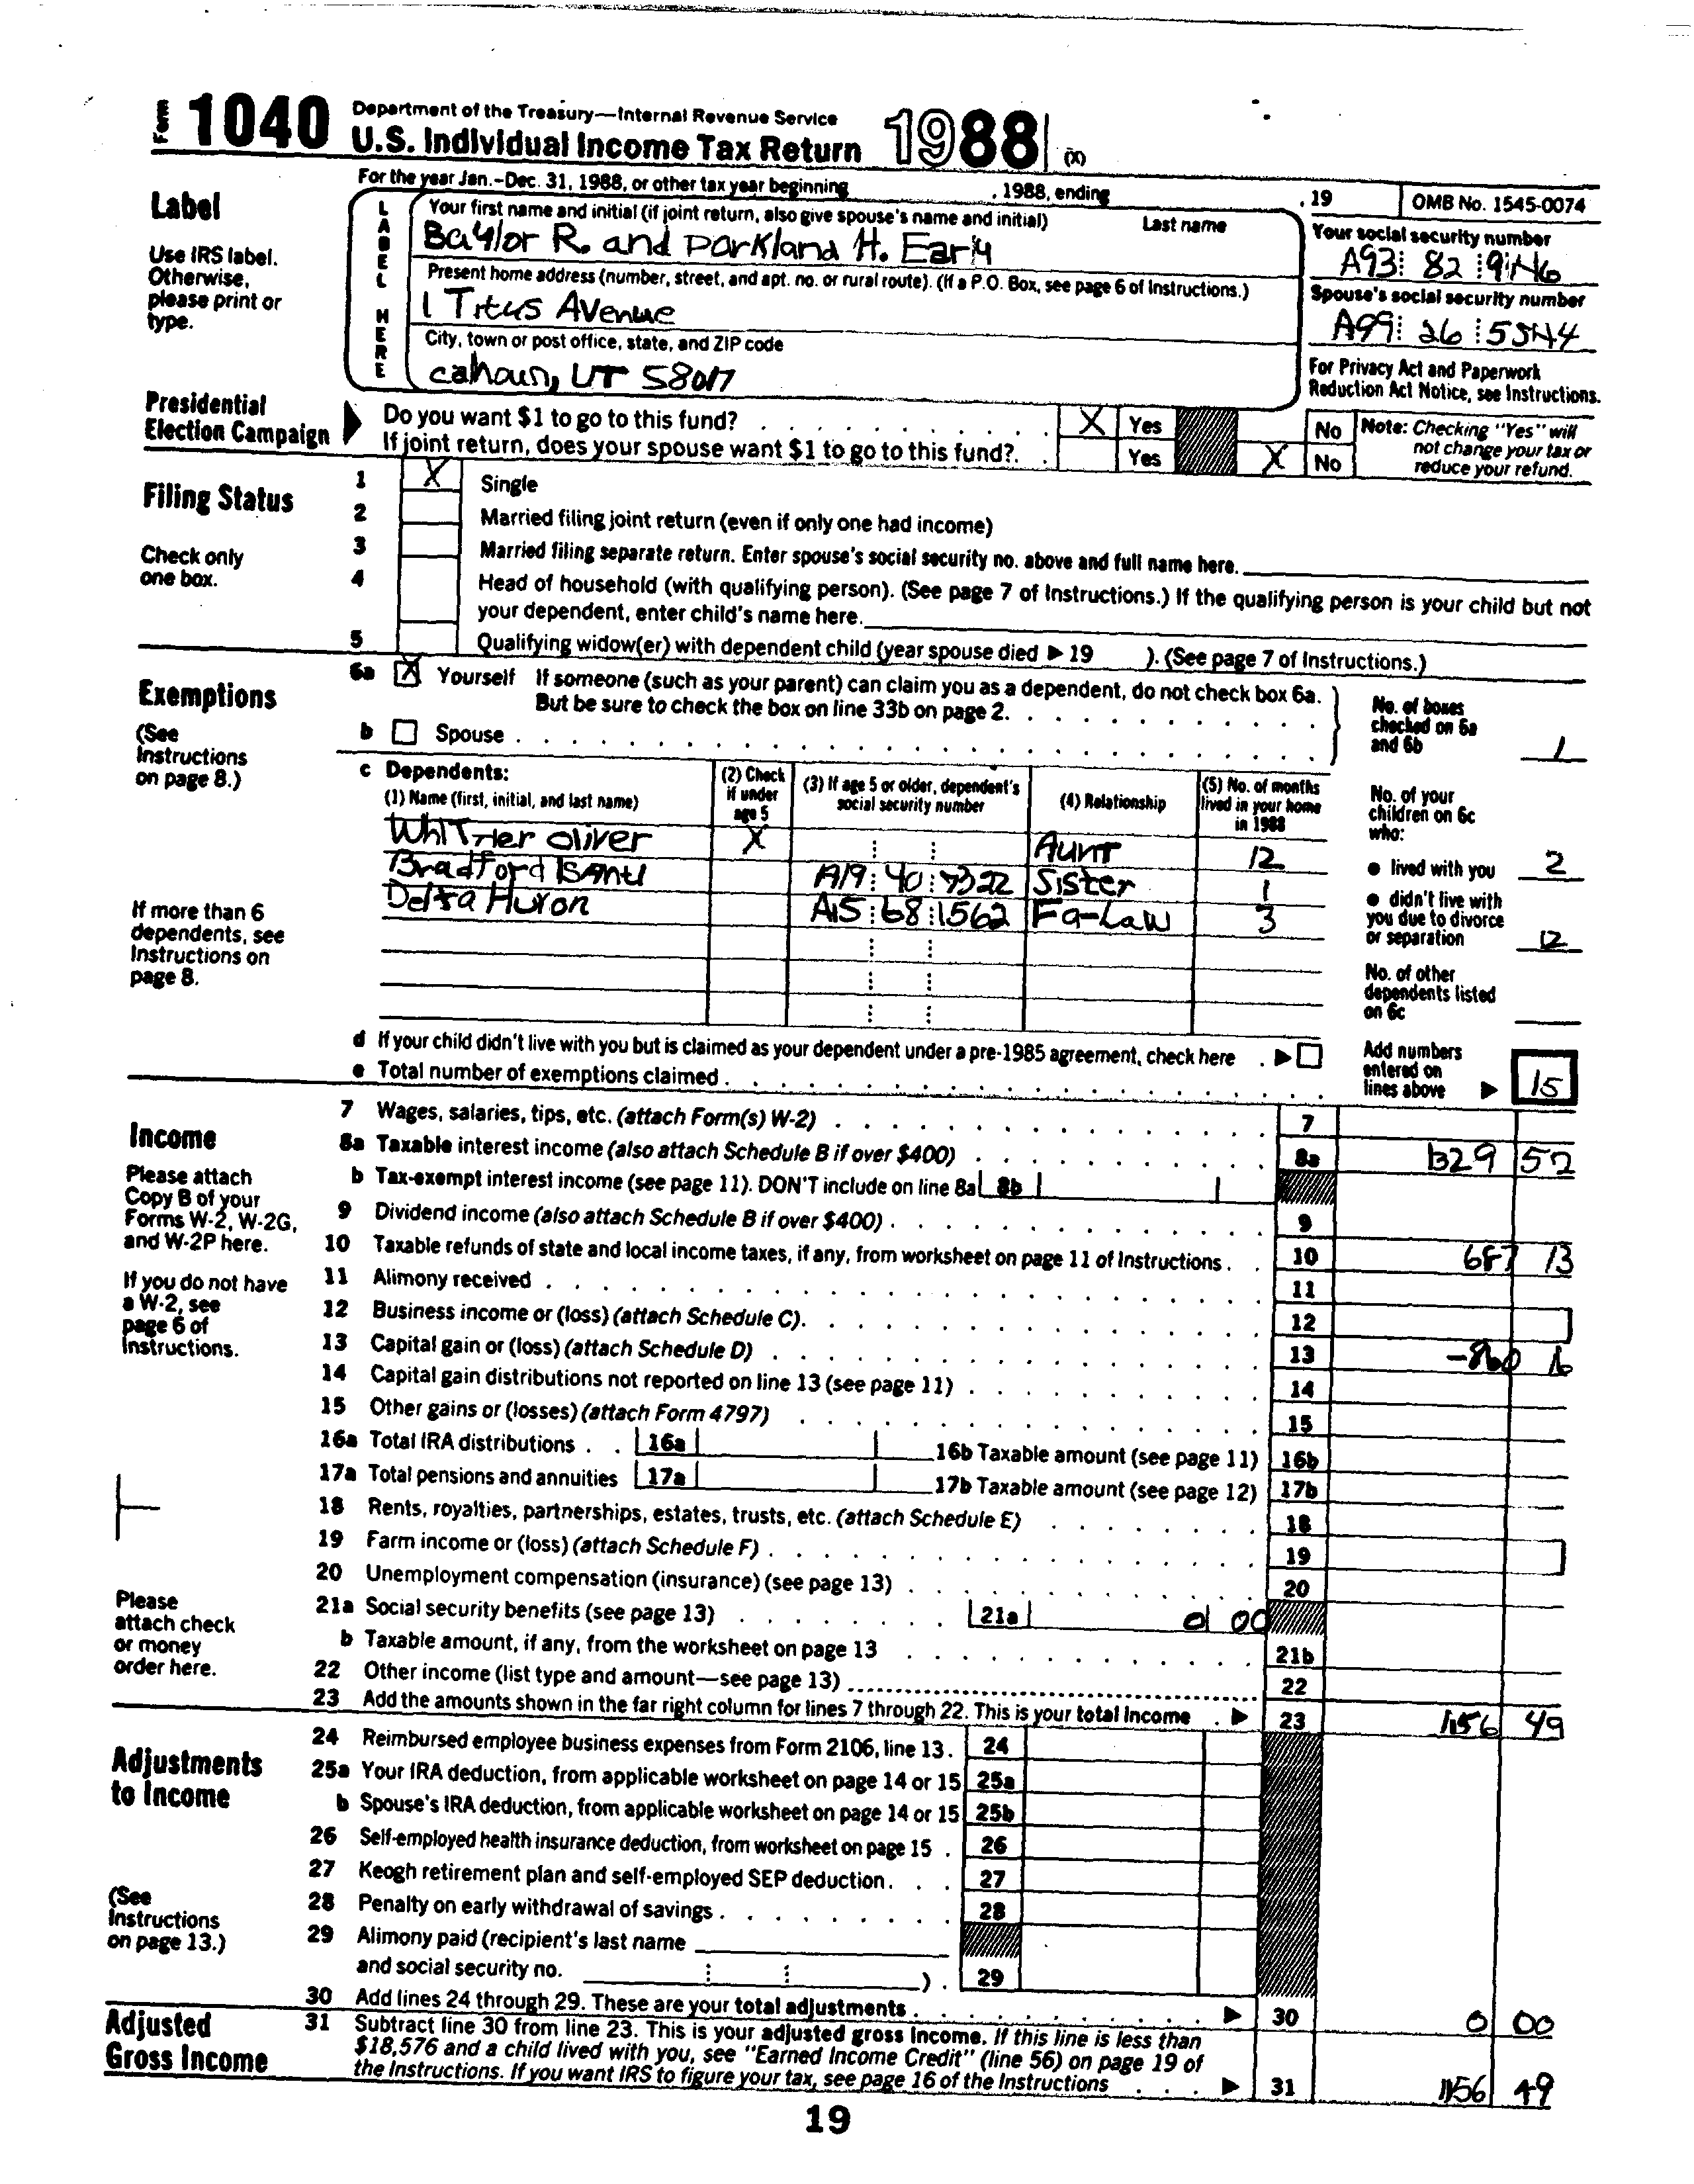 Form 1040 Department of the Treasury—Internal Revenue Service
U.S. Individual Income Tax Return 1988 (X)
For the year Jan.-Dec. 31, 1988, or other tax year beginning , 1988, ending , 19 OMB No. 1545-0074
Label
Use IRS label. Otherwise, please print or type.
LABEL HERE
Your first name and initial (if joint return, also give spouse's name and initial) Last name
Baylor R. and Parkland H. Early
Your social security number
A93 82
Present home address (number, street, and apt. no. or rural route). (If a P.O. Box, see page 6 of Instructions.)
1 Titus Avenue
Spouse's social security number
A99 26
City, town or post office, state, and ZIP code
Calhoun, UT 58017
For Privacy Act and Paperwork Reduction Act Notice, see Instructions.
Presidential Election Campaign
Do you want $1 to go to this fund? X Yes No
If joint return, does your spouse want $1 to go to this fund? Yes X No
Note: Checking "Yes" will not change your tax or reduce your refund.
Filing Status
Check only one box.
1 X Single
2 Married filing joint return (even if only one had income)
3 Married filing separate return. Enter spouse's social security no. above and full name here.
4 Head of household (with qualifying person). (See page 7 of Instructions.) If the qualifying person is your child but not
your dependent, enter child's name here.
5 Qualifying widow(er) with dependent child (year spouse died ▶ 19 ). (See page 7 of Instructions.)
Exemptions
(See Instructions on page 8.)
6a X Yourself If someone (such as your parent) can claim you as a dependent, do not check box 6a.
But be sure to check the box on line 33b on page 2.
b Spouse
No. of boxes checked on 6a and 6b 1
c Dependents:
(1) Name (first, initial, and last name) (2) Check if under age 5 (3) If age 5 or older, dependent's social security number (4) Relationship (5) No. of months lived in your home in 1988
Whittier Oliver X Aunt 12
Bradford Isanti A19 40 7322 Sister 1
Delta Huron A15 68 1562 Fa-Law 3
If more than 6 dependents, see Instructions on page 8.
No. of your children on 6c who:
● lived with you 2
● didn't live with you due to divorce or separation 12
No. of other dependents listed on 6c
d If your child didn't live with you but is claimed as your dependent under a pre-1985 agreement, check here ▶
e Total number of exemptions claimed
Add numbers entered on lines above ▶ 15
Income
Please attach Copy B of your Forms W-2, W-2G, and W-2P here.
If you do not have a W-2, see page 6 of Instructions.
Please attach check or money order here.
7 Wages, salaries, tips, etc. (attach Form(s) W-2) 7
8a Taxable interest income (also attach Schedule B if over $400) 8a 1329 52
b Tax-exempt interest income (see page 11). DON'T include on line 8a 8b
9 Dividend income (also attach Schedule B if over $400) 9
10 Taxable refunds of state and local income taxes, if any, from worksheet on page 11 of Instructions 10 687 13
11 Alimony received 11
12 Business income or (loss) (attach Schedule C) 12
13 Capital gain or (loss) (attach Schedule D) 13 -860 16
14 Capital gain distributions not reported on line 13 (see page 11) 14
15 Other gains or (losses) (attach Form 4797) 15
16a Total IRA distributions 16a 16b Taxable amount (see page 11) 16b
17a Total pensions and annuities 17a 17b Taxable amount (see page 12) 17b
18 Rents, royalties, partnerships, estates, trusts, etc. (attach Schedule E) 18
19 Farm income or (loss) (attach Schedule F) 19
20 Unemployment compensation (insurance) (see page 13) 20
21a Social security benefits (see page 13) 21a 0 00
b Taxable amount, if any, from the worksheet on page 13 21b
22 Other income (list type and amount—see page 13) 22
23 Add the amounts shown in the far right column for lines 7 through 22. This is your total income ▶ 23 1156 49
Adjustments to Income
(See Instructions on page 13.)
24 Reimbursed employee business expenses from Form 2106, line 13. 24
25a Your IRA deduction, from applicable worksheet on page 14 or 15 25a
b Spouse's IRA deduction, from applicable worksheet on page 14 or 15 25b
26 Self-employed health insurance deduction, from worksheet on page 15 26
27 Keogh retirement plan and self-employed SEP deduction 27
28 Penalty on early withdrawal of savings 28
29 Alimony paid (recipient's last name
and social security no. ) 29
30 Add lines 24 through 29. These are your total adjustments ▶ 30 0 00
Adjusted Gross Income
31 Subtract line 30 from line 23. This is your adjusted gross income. If this line is less than
$18,576 and a child lived with you, see "Earned Income Credit" (line 56) on page 19 of
the Instructions. If you want IRS to figure your tax, see page 16 of the Instructions ▶ 31 1156 49
19